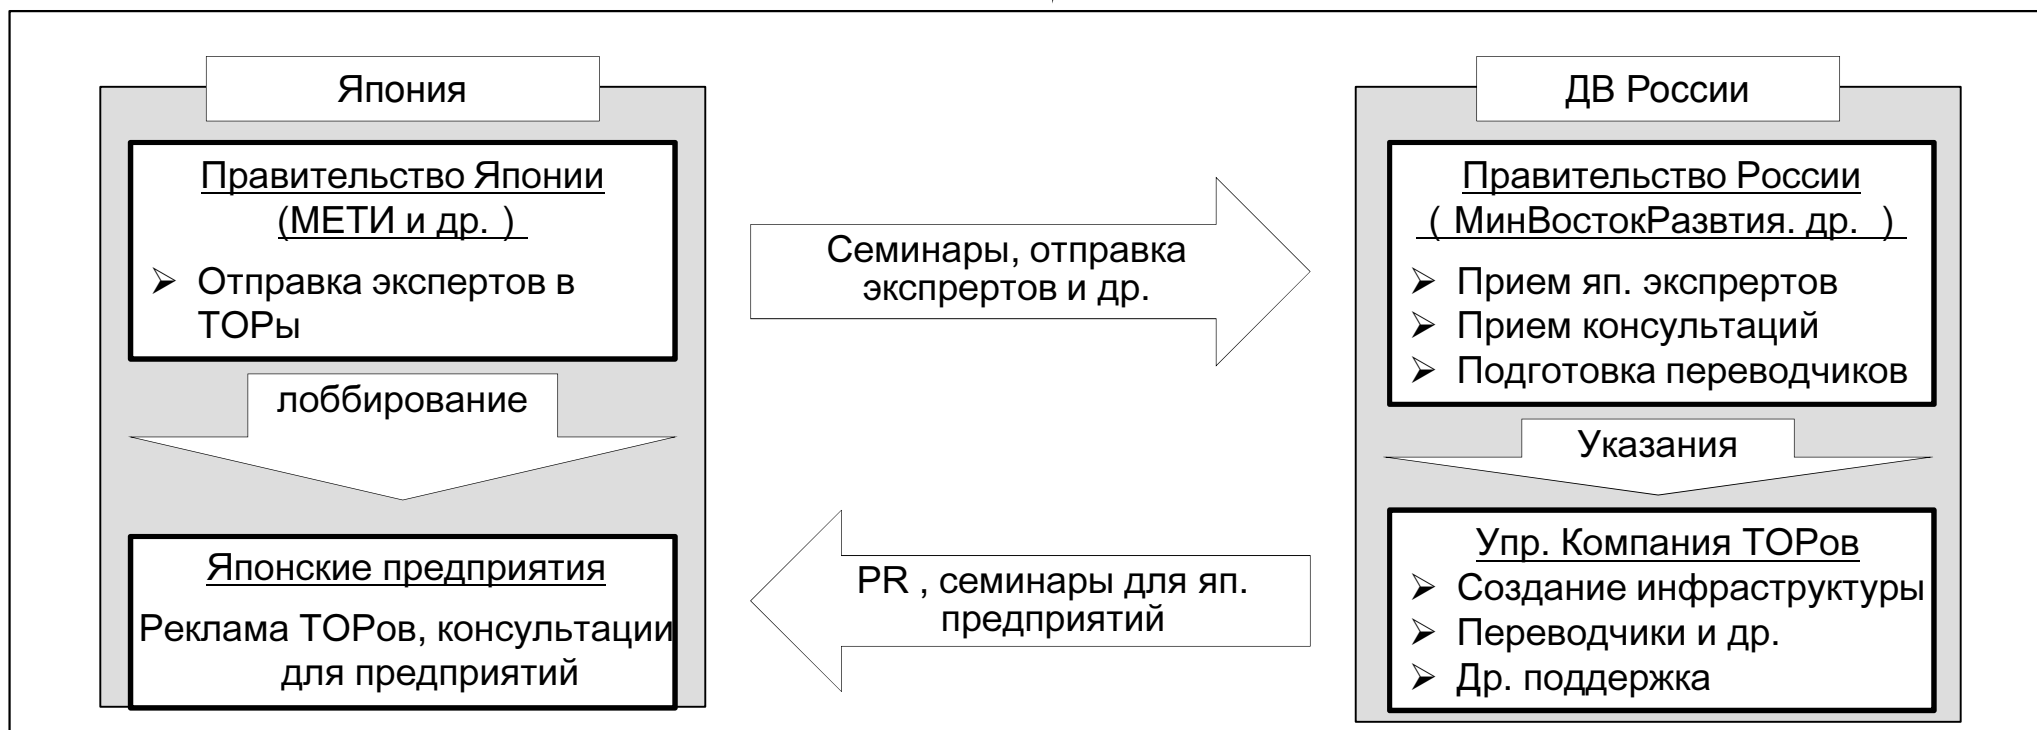 Япония
Правительство Японии
(МЕТИ и др. )
➢ Отправка экспертов в
ТОРы
лоббирование
Японские предприятия
Реклама ТОРов, консультации
для предприятий
Семинары, отправка
экспрертов и др.
PR , семинары для яп.
предприятий
ДВ России
Правительство России
( МинВостокРазвтия. др. )
➢ Прием яп. экспрертов
➢ Прием консультаций
➢ Подготовка переводчиков
Указания
Упр. Компания ТОРов
➢ Создание инфраструктуры
➢ Переводчики и др.
➢ Др. поддержка